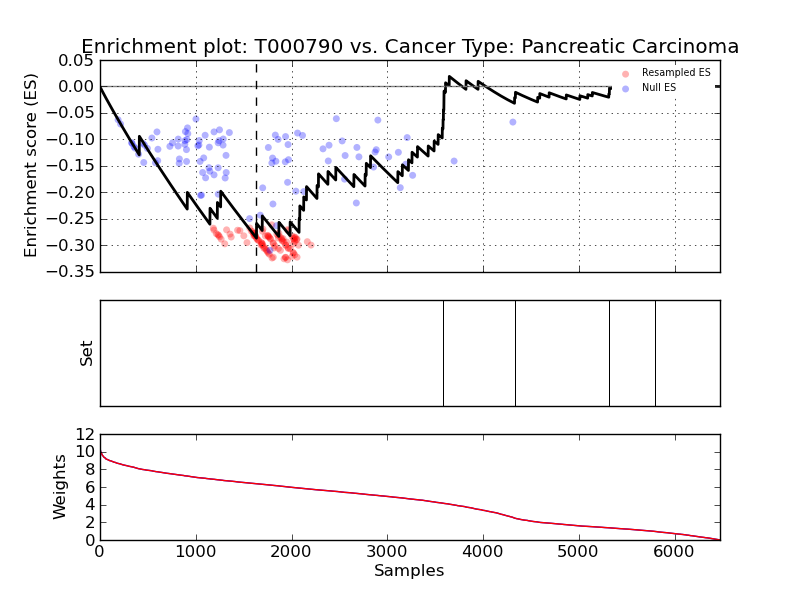 Enrichment plot: T000790 vs. Cancer Type: Pancreatic Carcinoma
Enrichment score (ES)
0.05
0.00
−0.05
−0.10
−0.15
−0.20
−0.25
−0.30
−0.35
Resampled ES
Null ES
Set
Weights
12
10
8
6
4
2
0
0 1000 2000 3000 4000 5000 6000
Samples